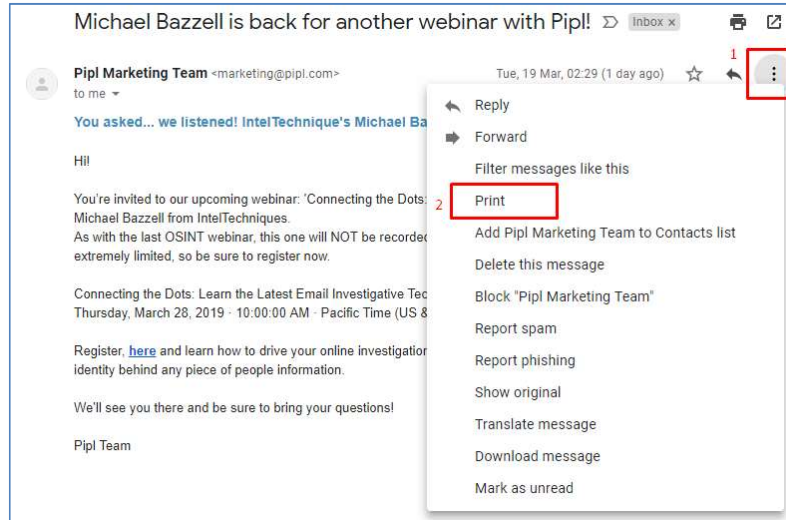 Michael Bazzell is back for another webinar with Pipl! Inbox x
1
Pipl Marketing Team <marketing@pipl.com> Tue, 19 Mar, 02:29 (1 day ago)
to me
You asked... we listened! IntelTechnique's Michael Ba
Hi!
You're invited to our upcoming webinar: 'Connecting the Dots:
Michael Bazzell from IntelTechniques.
As with the last OSINT webinar, this one will NOT be recorded
extremely limited, so be sure to register now.
Connecting the Dots: Learn the Latest Email Investigative Tec
Thursday, March 28, 2019 · 10:00:00 AM · Pacific Time (US &
Register, here and learn how to drive your online investigation
identity behind any piece of people information.
We'll see you there and be sure to bring your questions!
Pipl Team
Reply
Forward
Filter messages like this
2 Print
Add Pipl Marketing Team to Contacts list
Delete this message
Block "Pipl Marketing Team"
Report spam
Report phishing
Show original
Translate message
Download message
Mark as unread